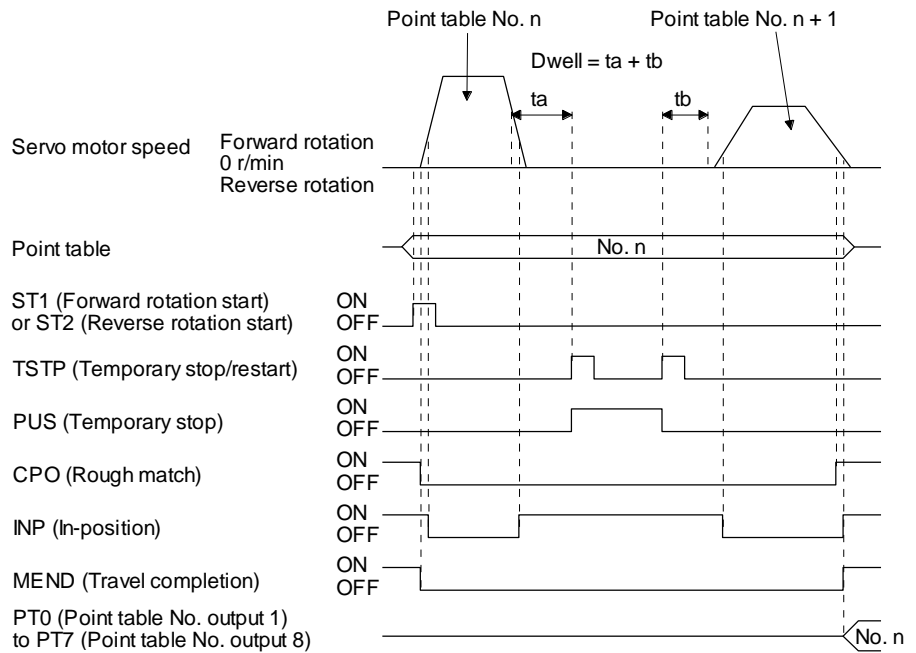 Point table No. n
Point table No. n + 1
Dwell = ta + tb
ta
tb
Servo motor speed
Forward rotation
0 r/min
Reverse rotation
Point table
No. n
ST1 (Forward rotation start)
or ST2 (Reverse rotation start)
ON
OFF
TSTP (Temporary stop/restart)
ON
OFF
PUS (Temporary stop)
ON
OFF
CPO (Rough match)
ON
OFF
INP (In-position)
ON
OFF
MEND (Travel completion)
ON
OFF
PT0 (Point table No. output 1)
to PT7 (Point table No. output 8)
No. n